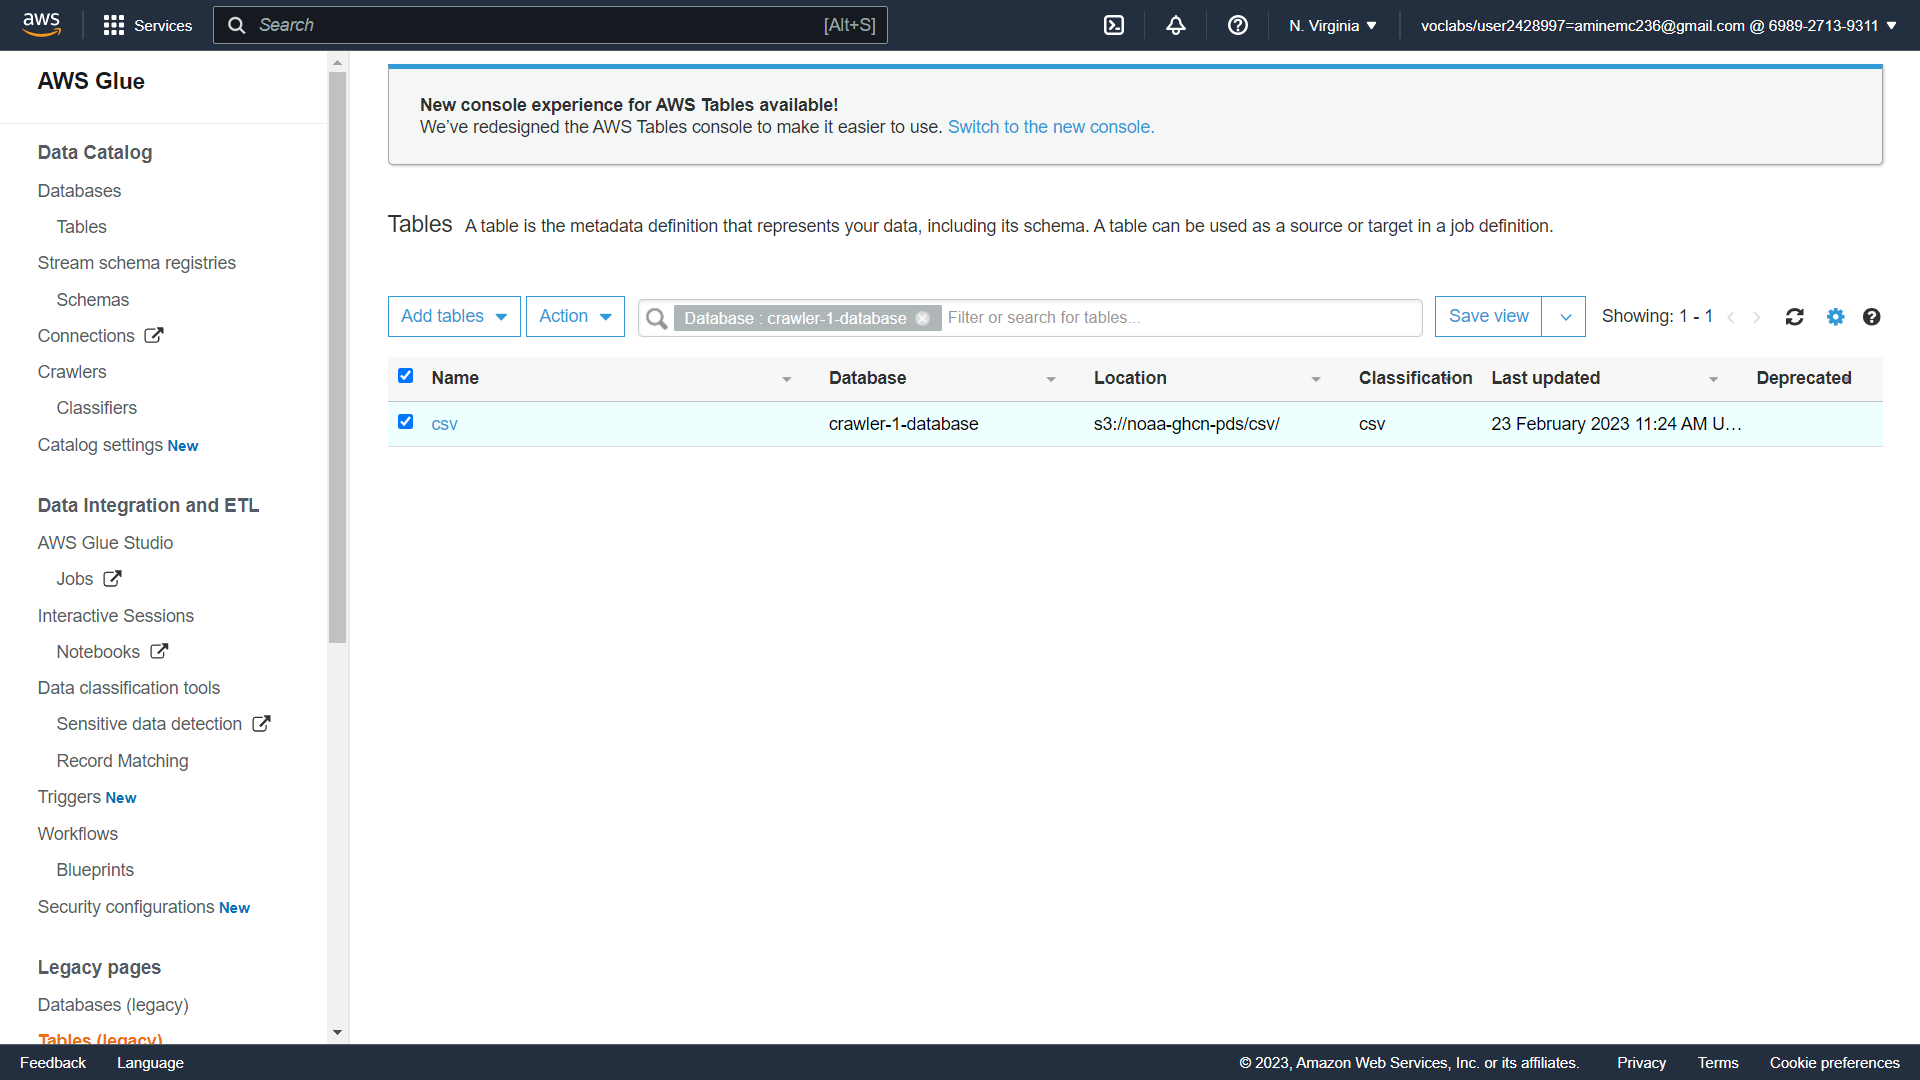 aws
Services
Search [Alt+S]
N. Virginia
voclabs/user2428997=aminemc236@gmail.com @ 6989-2713-9311
AWS Glue
Data Catalog
Databases
Tables
Stream schema registries
Schemas
Connections
Crawlers
Classifiers
Catalog settings New
Data Integration and ETL
AWS Glue Studio
Jobs
Interactive Sessions
Notebooks
Data classification tools
Sensitive data detection
Record Matching
Triggers New
Workflows
Blueprints
Security configurations New
Legacy pages
Databases (legacy)
Tables (legacy)
New console experience for AWS Tables available!
We've redesigned the AWS Tables console to make it easier to use. Switch to the new console.
Tables A table is the metadata definition that represents your data, including its schema. A table can be used as a source or target in a job definition.
Add tables Action Database : crawler-1-database Filter or search for tables... Save view Showing: 1 - 1
Name Database Location Classification Last updated Deprecated
csv crawler-1-database s3://noaa-ghcn-pds/csv/ csv 23 February 2023 11:24 AM U...
Feedback Language © 2023, Amazon Web Services, Inc. or its affiliates. Privacy Terms Cookie preferences